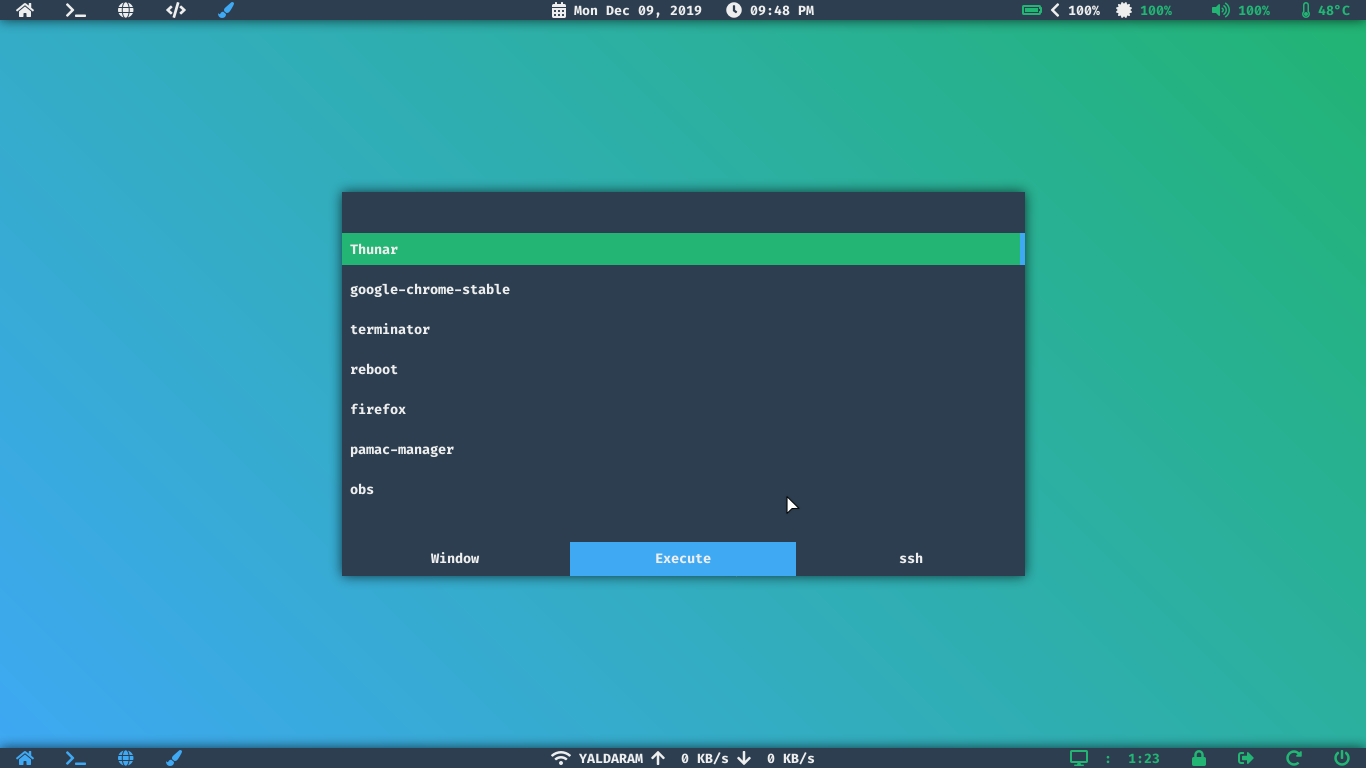 Mon Dec 09, 2019 09:48 PM 100% 100% 100% 48°C
Thunar
google-chrome-stable
terminator
reboot
firefox
pamac-manager
obs
Window Execute ssh
YALDARAM 0 KB/s 0 KB/s : 1:23